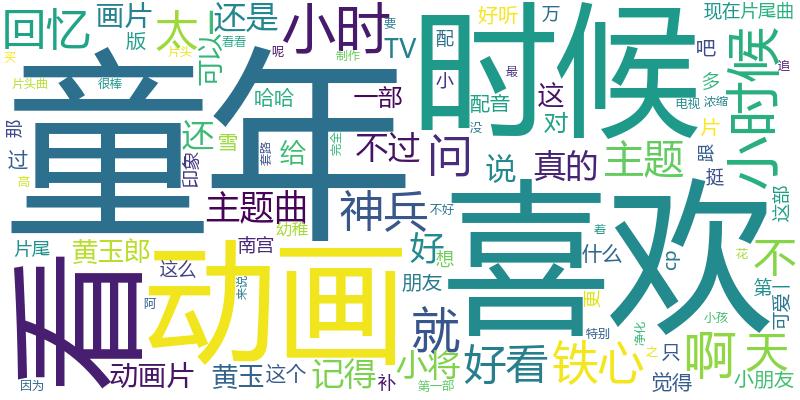 回忆
画片
版
太
可以
还是
看看
小时
要
TV
配
小
好听
万
现在片尾曲
买
片头
呢
制作
吧
追
片头曲
很棒
哈哈
一部
最
配音
这
多
电视
浓缩
时候
小时候
童年
那
过
还
雪
印象
给
套路
完全
不过
问
没
对
说
真的
主题
片
跟
挺
高
主题曲
神兵
不好
喜欢
这部
片尾
黄玉郎
幼稚
南宫
好
想
着
什么
cp
花
不
看
动画
这么
阿
来说
朋友
就
更
第一
可爱
小孩
特别
净化
之
因为
动画片
黄玉
这个
补
记得
小将
第一部
好看
铁心
只
觉得
啊
天
小朋友